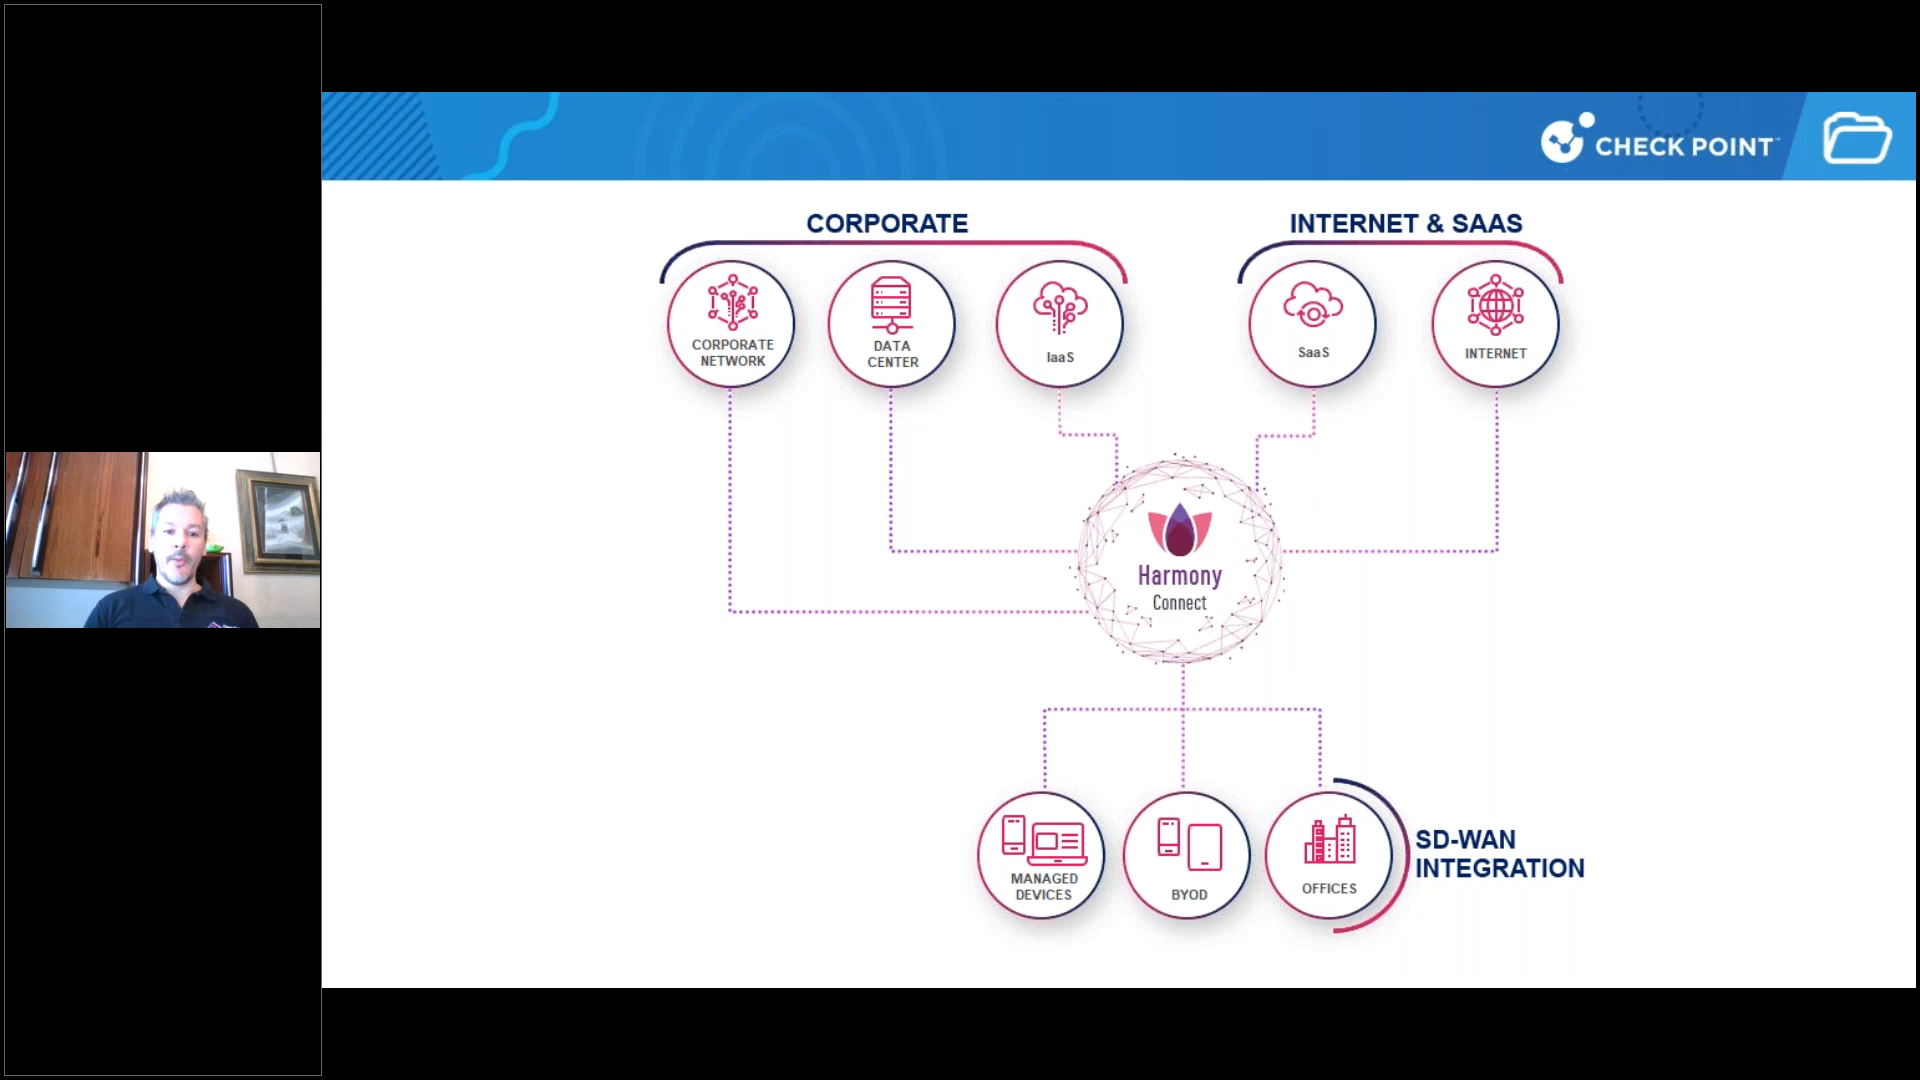 CHECK POINT
CORPORATE
INTERNET & SAAS
CORPORATE
NETWORK
DATA
CENTER
IaaS
SaaS
INTERNET
Harmony
Connect
MANAGED
DEVICES
BYOD
OFFICES
SD-WAN
INTEGRATION